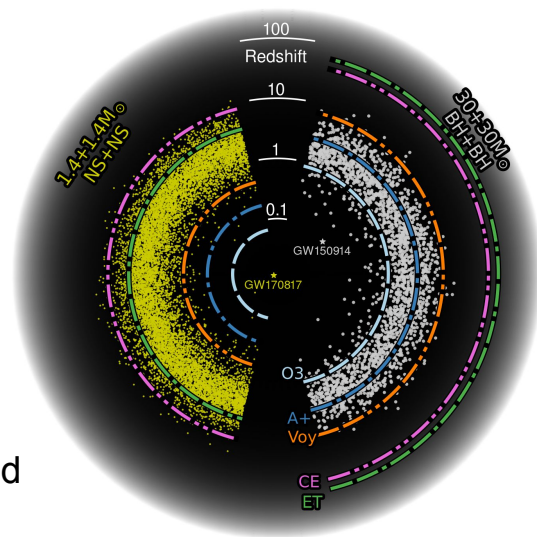 100
Redshift
10
1
0.1
1.4+1.4M⊙
NS+NS
30+30M⊙
BH+BH
GW150914
GW170817
O3
A+
Voy
CE
ET
d